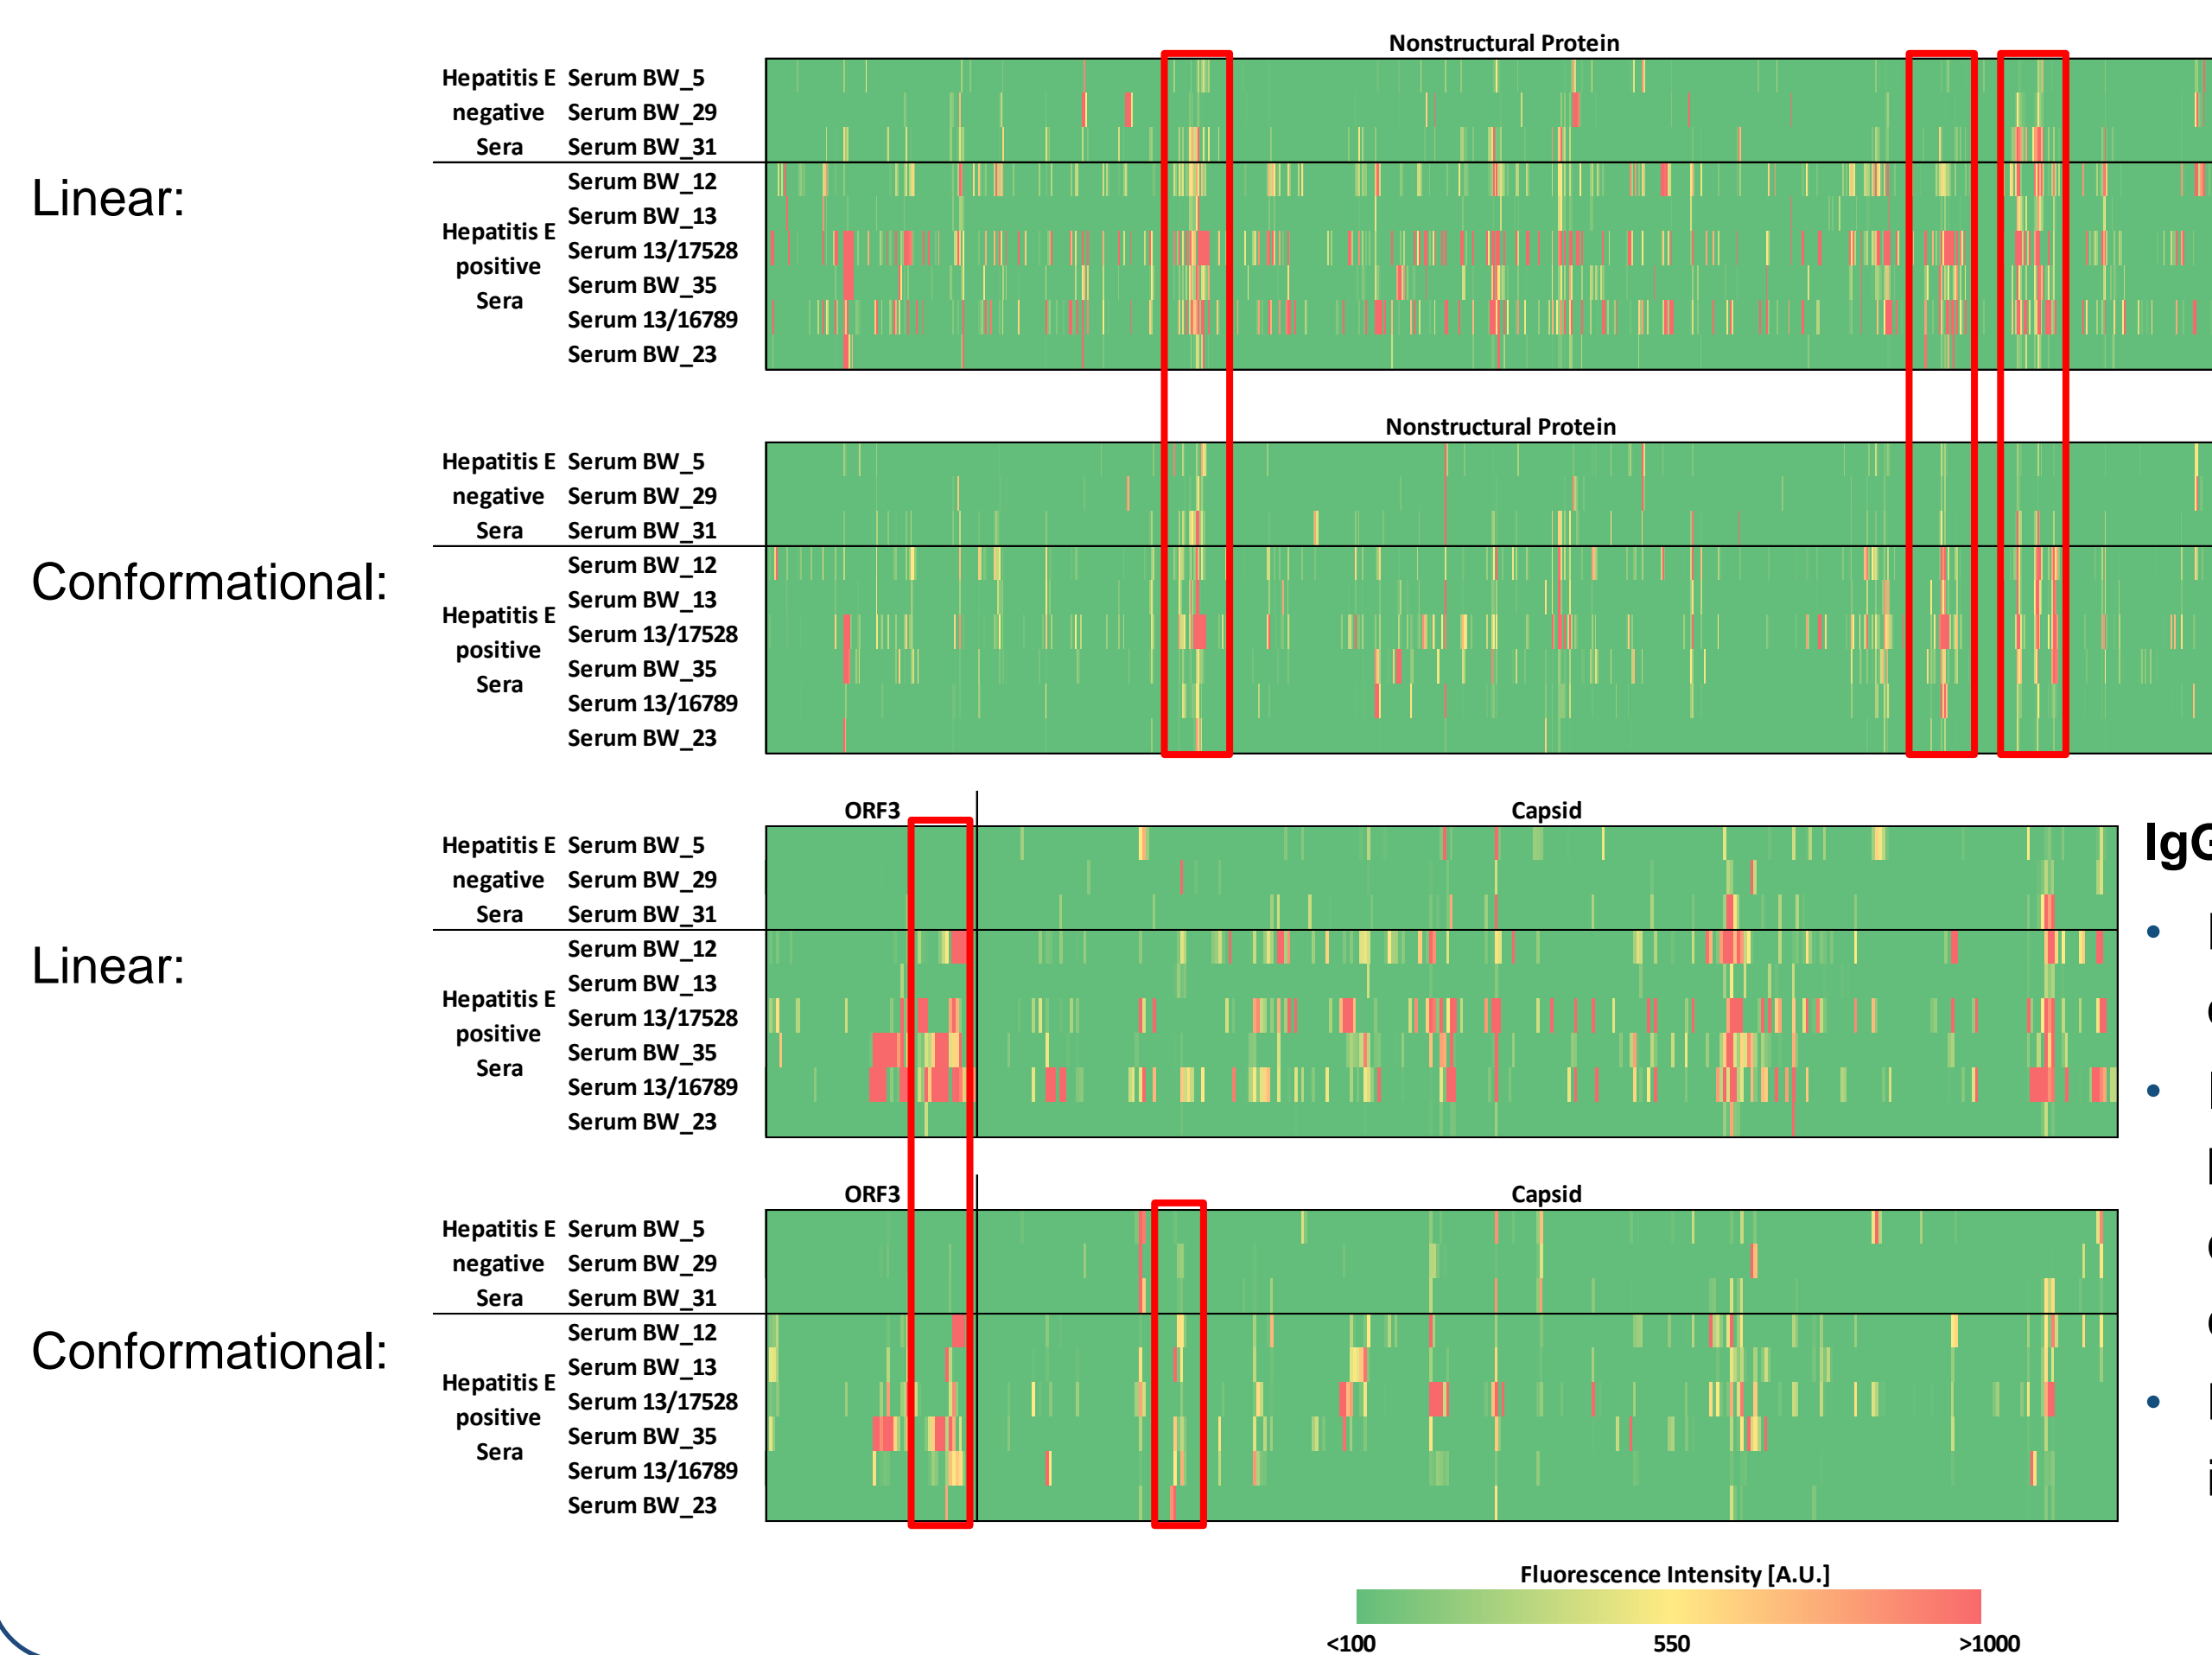 Linear:
Nonstructural Protein
Hepatitis E negative Sera
Serum BW_5
Serum BW_29
Serum BW_31
Hepatitis E positive Sera
Serum BW_12
Serum BW_13
Serum 13/17528
Serum BW_35
Serum 13/16789
Serum BW_23
Conformational:
Nonstructural Protein
Hepatitis E negative Sera
Serum BW_5
Serum BW_29
Serum BW_31
Hepatitis E positive Sera
Serum BW_12
Serum BW_13
Serum 13/17528
Serum BW_35
Serum 13/16789
Serum BW_23
Linear:
ORF3 Capsid
Hepatitis E negative Sera
Serum BW_5
Serum BW_29
Serum BW_31
Hepatitis E positive Sera
Serum BW_12
Serum BW_13
Serum 13/17528
Serum BW_35
Serum 13/16789
Serum BW_23
Conformational:
ORF3 Capsid
Hepatitis E negative Sera
Serum BW_5
Serum BW_29
Serum BW_31
Hepatitis E positive Sera
Serum BW_12
Serum BW_13
Serum 13/17528
Serum BW_35
Serum 13/16789
Serum BW_23
Fluorescence Intensity [A.U.]
<100 550 >1000